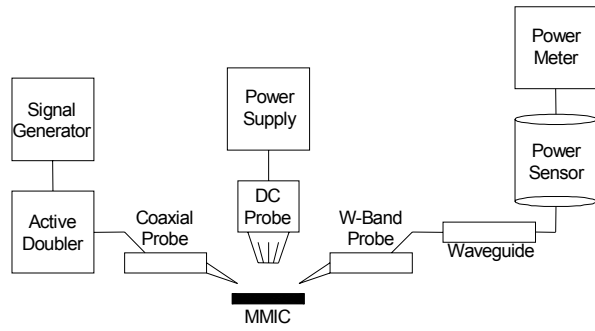 Signal
Generator
Active
Doubler
Coaxial
Probe
Power
Supply
DC
Probe
MMIC
W-Band
Probe
Waveguide
Power
Sensor
Power
Meter